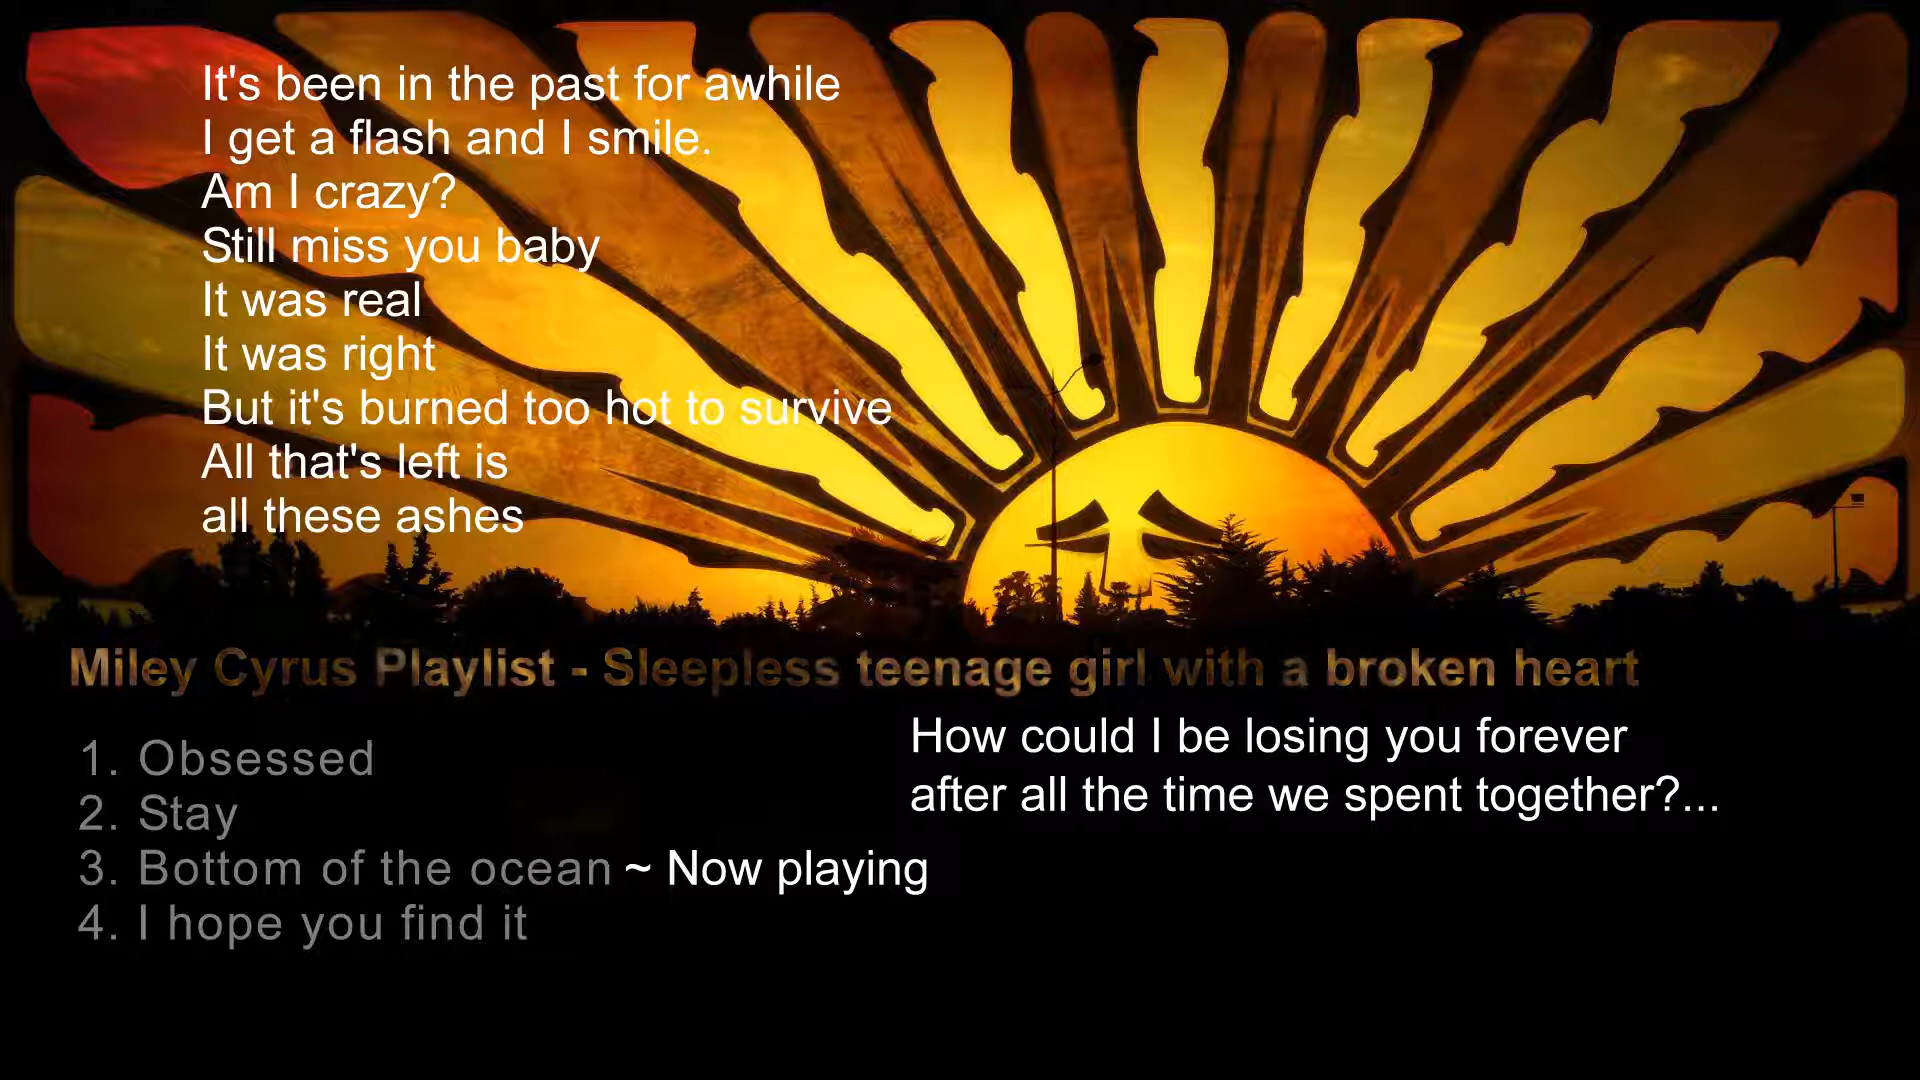 It's been in the past for awhile
I get a flash and I smile.
Am I crazy?
Still miss you baby
It was real
It was right
But it's burned too hot to survive
All that's left is
all these ashes
Miley Cyrus Playlist - Sleepless teenage girl with a broken heart
How could I be losing you forever
after all the time we spent together?...
1. Obsessed
2. Stay
3. Bottom of the ocean ~ Now playing
4. I hope you find it